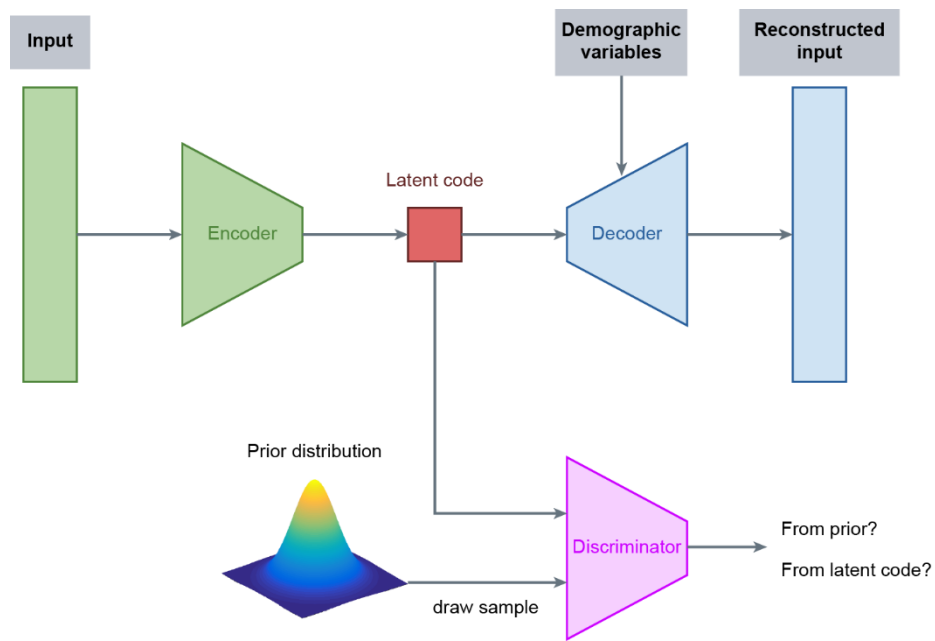 Input
Demographic
variables
Reconstructed
input
Latent code
Encoder
Decoder
Prior distribution
Discriminator
From prior?
From latent code?
draw sample